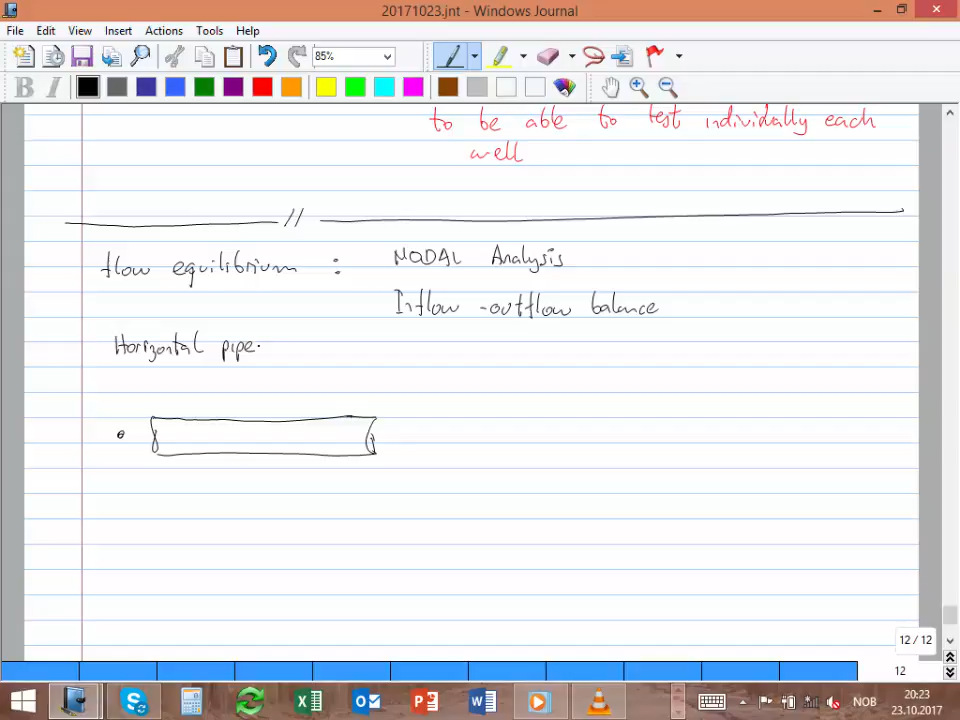 20171023.jnt - Windows Journal
File Edit View Insert Actions Tools Help
85%
to be able to test individally each
well
//
flow equilibrium : NODAL Analysis
Inflow -outflow balance
Horizontal pipe.
12 / 12
12
NOB
20:23
23.10.2017